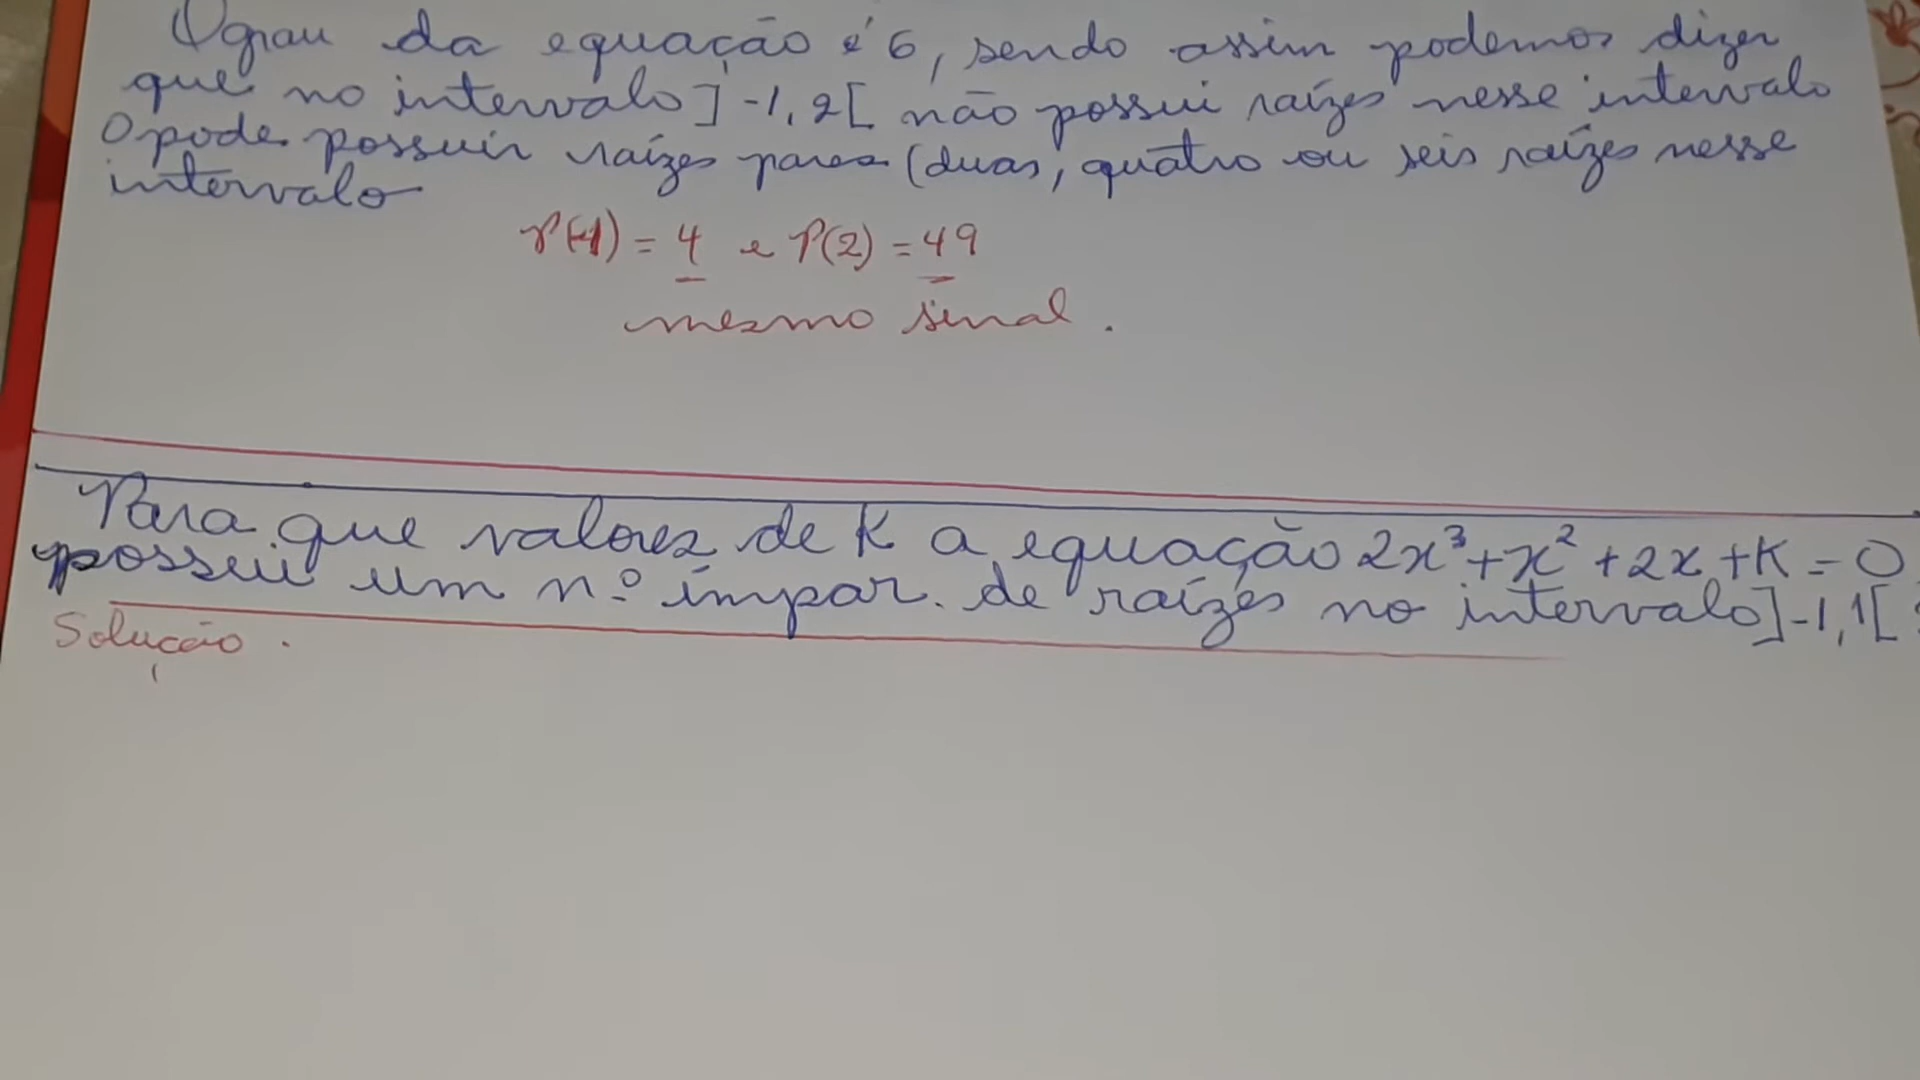 O grau da equação é 6, sendo assim podemos dizer
que no intervalo ]-1, 2[ não possui raízes nesse intervalo
O pode possuir raízes pares (duas, quatro ou seis raízes nesse
intervalo
P(-1) = 4 e P(2) = 49
mesmo sinal.
Para que valores de K a equação 2x³+x²+2x+K=0
possui um nº ímpar. de raízes no intervalo]-1,1[ ?
Solução.